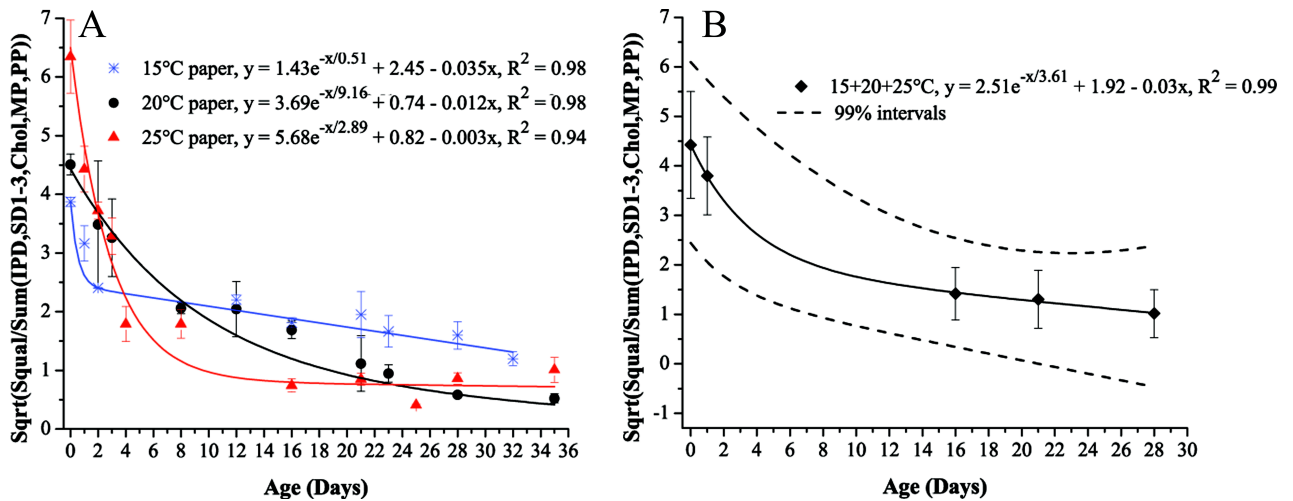 A
7
6
5
4
3
2
1
0
Sqrt(Squal/Sum(IPD,SD1-3,Chol,MP,PP))
15°C paper, y = 1.43e^-x/0.51 + 2.45 - 0.035x, R^2 = 0.98
20°C paper, y = 3.69e^-x/9.16 + 0.74 - 0.012x, R^2 = 0.98
25°C paper, y = 5.68e^-x/2.89 + 0.82 - 0.003x, R^2 = 0.94
0 2 4 6 8 10 12 14 16 19 21 22 24 26 28 30 32 34 36
Age (Days)
B
7
6
5
4
3
2
1
0
-1
Sqrt(Squal/Sum(IPD,SD1-3,Chol,MP,PP))
15+20+25°C, y = 2.51e^-x/3.61 + 1.92 - 0.03x, R^2 = 0.99
99% intervals
0 2 4 6 8 10 12 14 16 19 21 22 24 26 28 30
Age (Days)